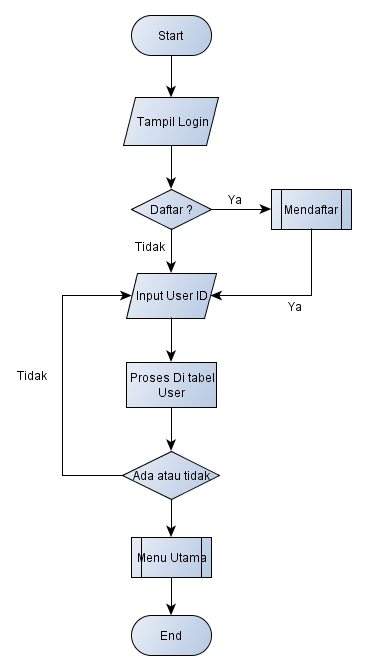 Start
Tampil Login
Daftar ?
Ya
Mendaftar
Tidak
Input User ID
Ya
Proses Di tabel
User
Tidak
Ada atau tidak
Menu Utama
End